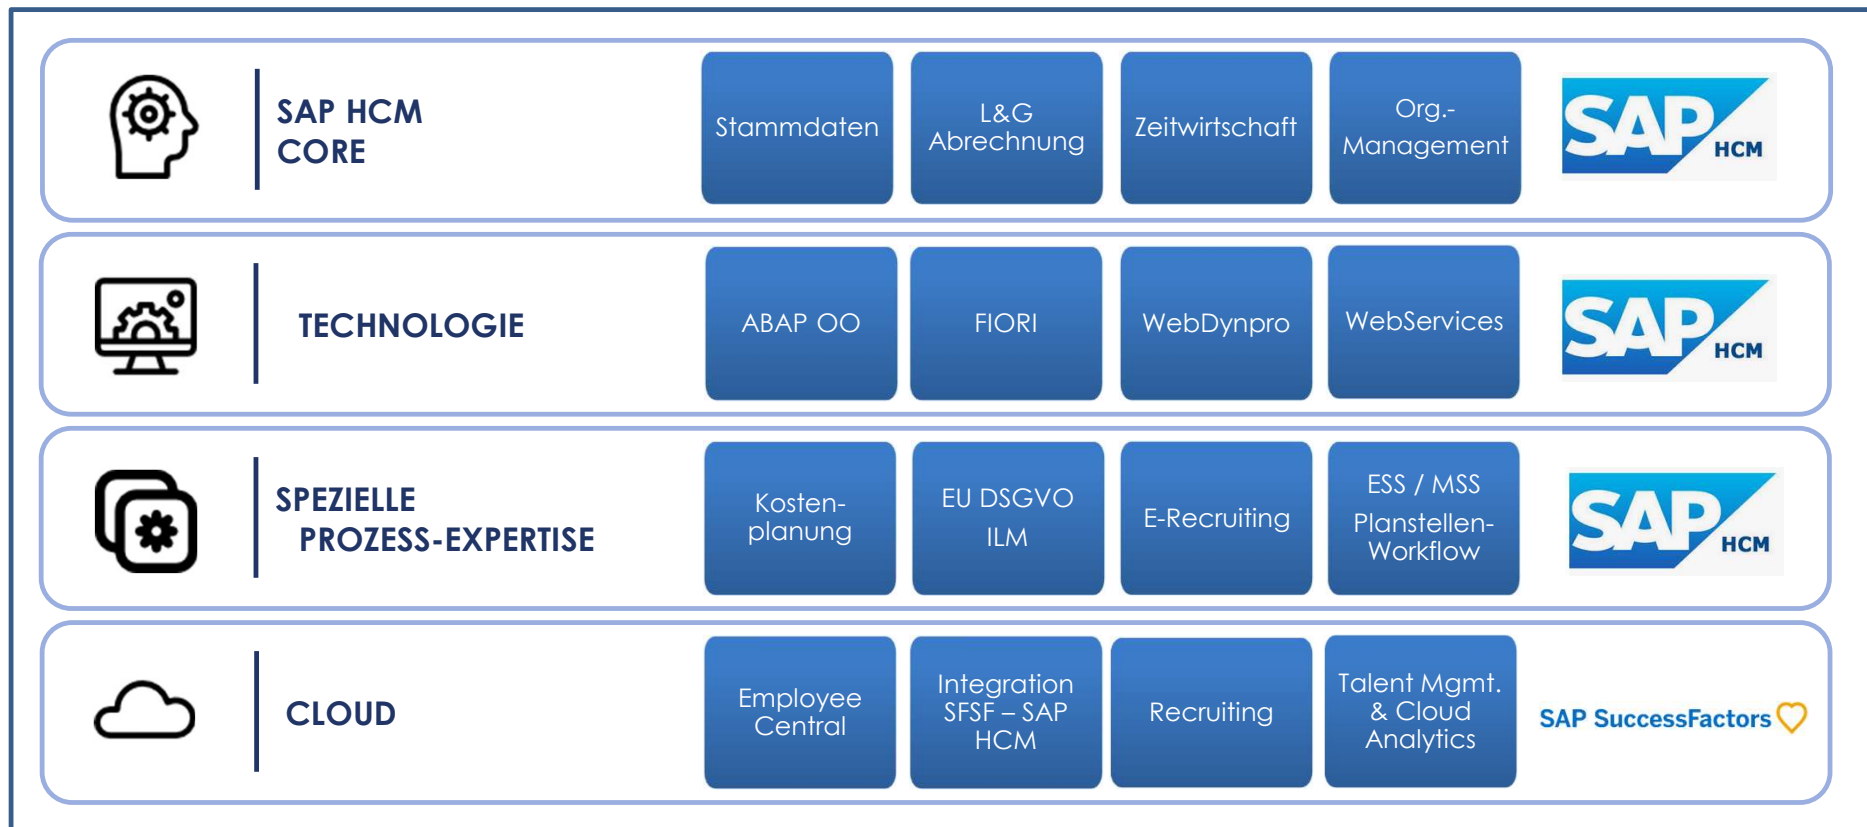 SAP HCM
CORE
Stammdaten
L&G
Abrechnung
Zeitwirtschaft
Org.-
Management
SAP
HCM
TECHNOLOGIE
ABAP OO
FIORI
WebDynpro
WebServices
SAP
HCM
SPEZIELLE
PROZESS-EXPERTISE
Kosten-
planung
EU DSGVO
ILM
E-Recruiting
ESS / MSS
Planstellen-
Workflow
SAP
HCM
CLOUD
Employee
Central
Integration
SFSF – SAP
HCM
Recruiting
Talent Mgmt.
& Cloud
Analytics
SAP SuccessFactors